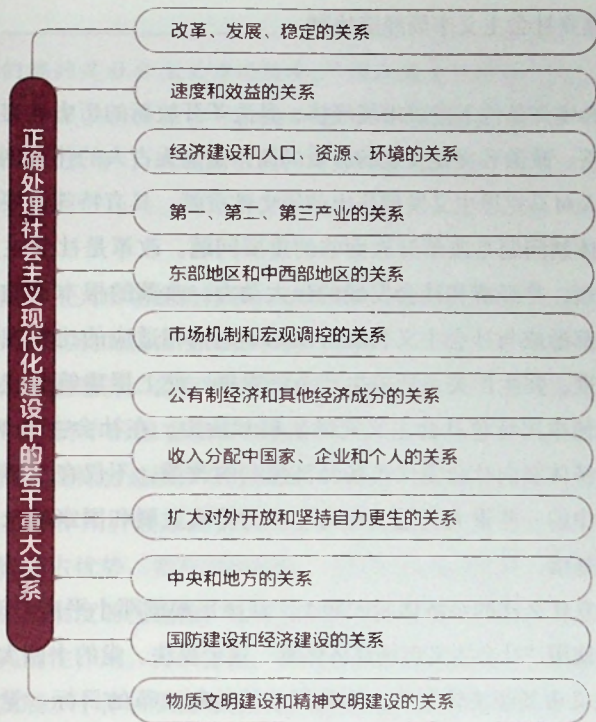 正确处理社会主义现代化建设中的若干重大关系
改革、发展、稳定的关系
速度和效益的关系
经济建设和人口、资源、环境的关系
第一、第二、第三产业的关系
东部地区和中西部地区的关系
市场机制和宏观调控的关系
公有制经济和其他经济成分的关系
收入分配中国家、企业和个人的关系
扩大对外开放和坚持自力更生的关系
中央和地方的关系
国防建设和经济建设的关系
物质文明建设和精神文明建设的关系